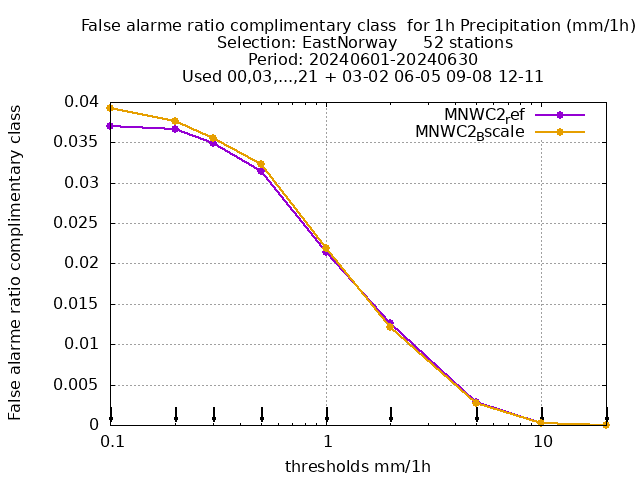 False alarme ratio complimentary class  for 1h Precipitation (mm/1h)
Selection: EastNorway     52 stations
Period: 20240601-20240630
Used 00,03,...,21 + 03-02 06-05 09-08 12-11
MNWC2ref
MNWC2Bscale
False alarme ratio complimentary class
0.04
0.035
0.03
0.025
0.02
0.015
0.01
0.005
0
0.1
1
10
thresholds mm/1h